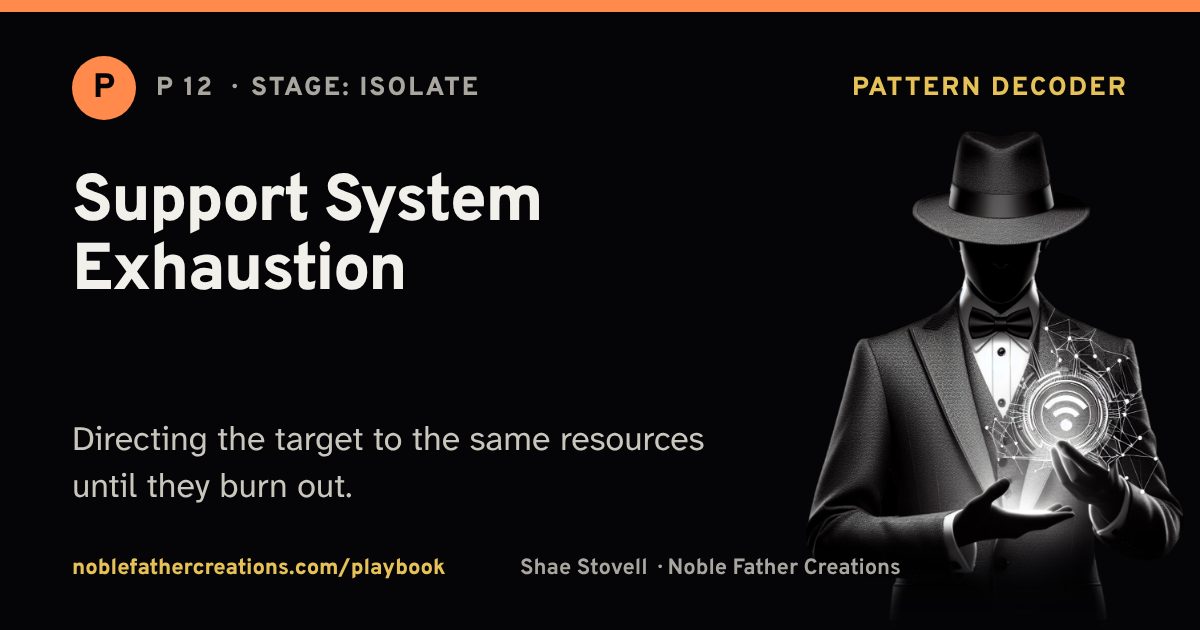 P
P 12 · STAGE: ISOLATE
PATTERN DECODER
Support System
Exhaustion
Directing the target to the same resources
until they burn out.
noblefathercreations.com/playbook
Shae Stovell · Noble Father Creations